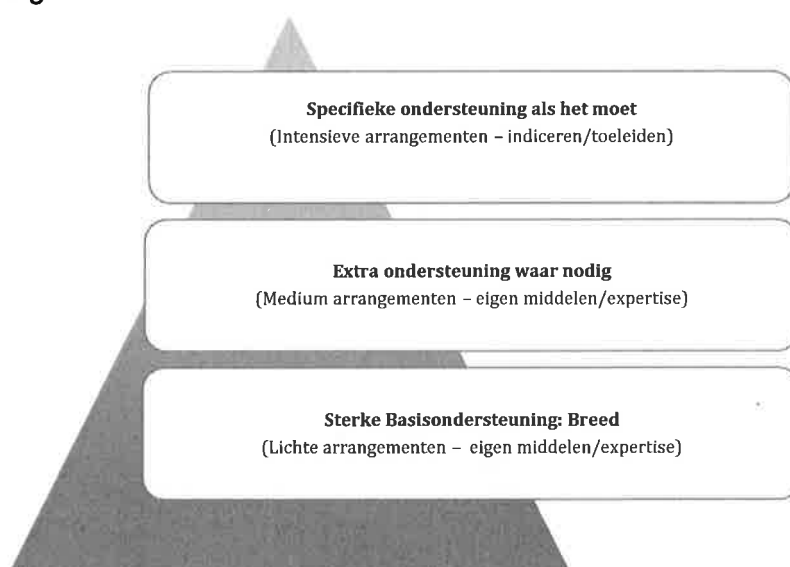 Specifieke ondersteuning als het moet
(Intensieve arrangementen – indiceren/toeleiden)
Extra ondersteuning waar nodig
(Medium arrangementen – eigen middelen/expertise)
Sterke Basisondersteuning: Breed
(Lichte arrangementen – eigen middelen/expertise)